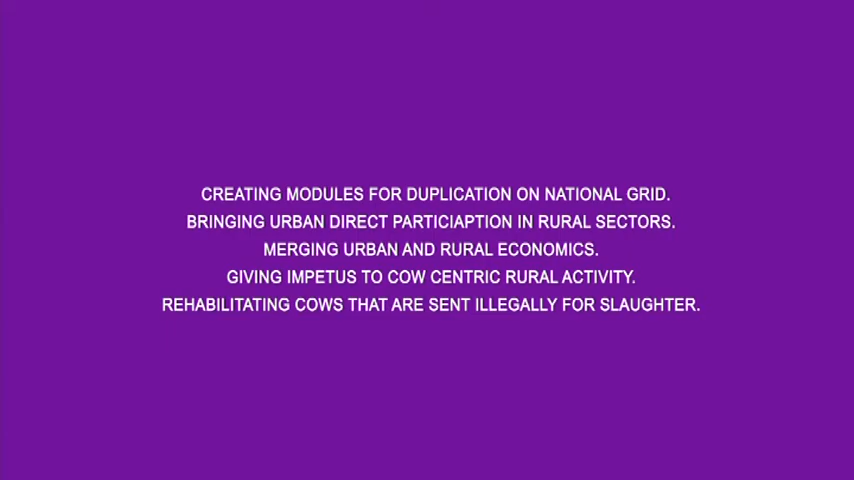 CREATING MODULES FOR DUPLICATION ON NATIONAL GRID.
BRINGING URBAN DIRECT PARTICIAPTION IN RURAL SECTORS.
MERGING URBAN AND RURAL ECONOMICS.
GIVING IMPETUS TO COW CENTRIC RURAL ACTIVITY.
REHABILITATING COWS THAT ARE SENT ILLEGALLY FOR SLAUGHTER.